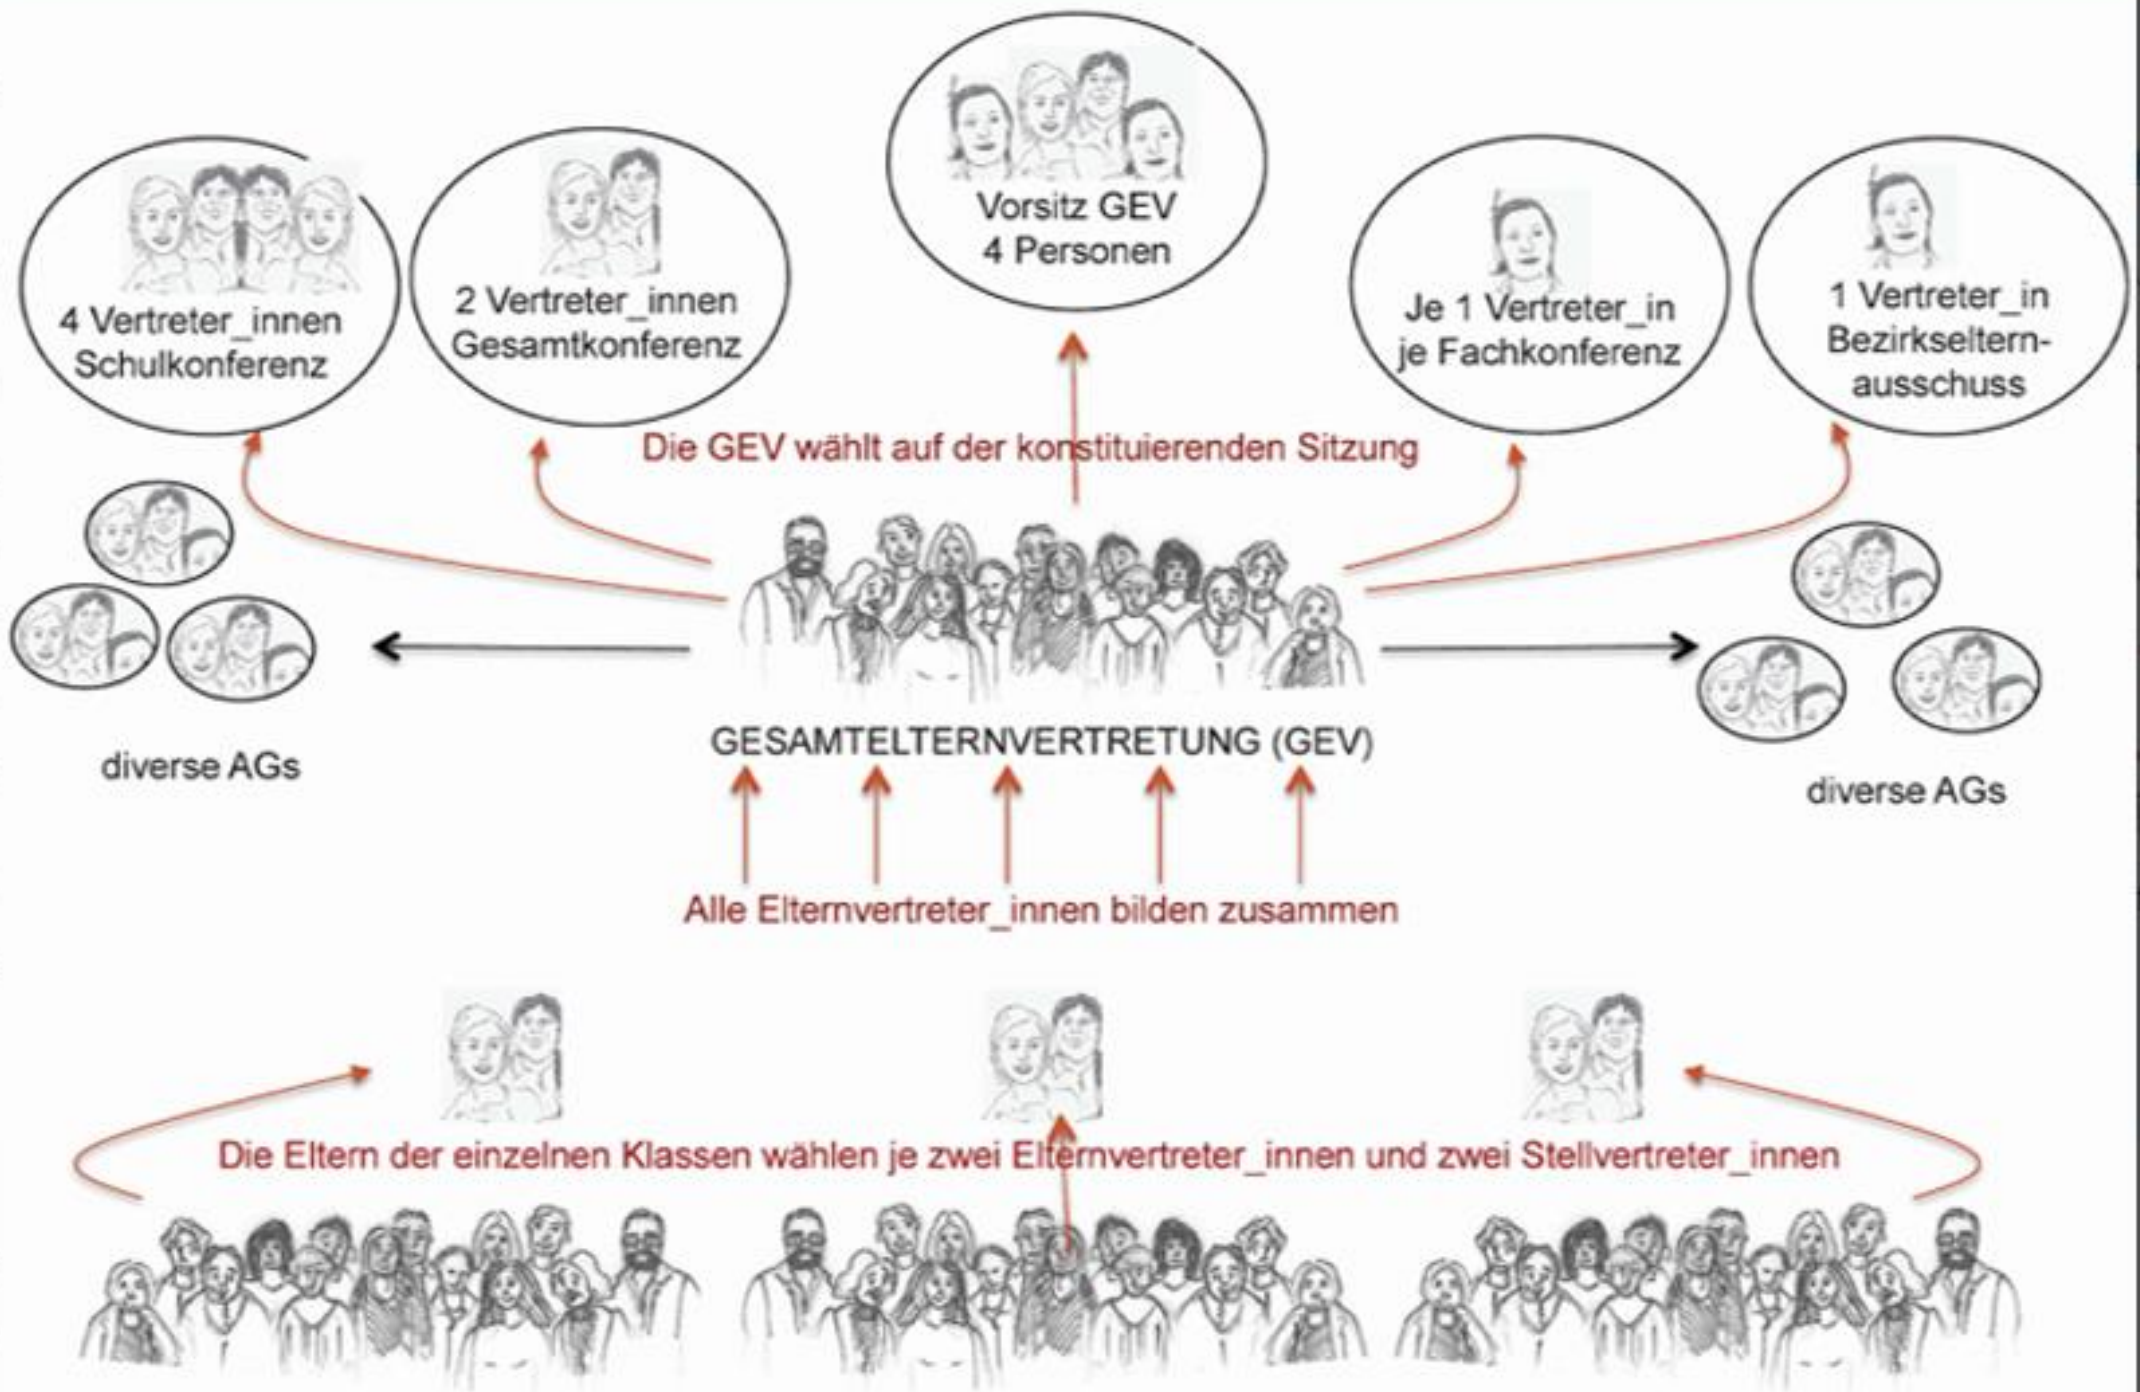 Vorsitz GEV
4 Personen
4 Vertreter_innen
Schulkonferenz
2 Vertreter_innen
Gesamtkonferenz
Je 1 Vertreter_in
je Fachkonferenz
1 Vertreter_in
Bezirkseltern-
ausschuss
Die GEV wählt auf der konstituierenden Sitzung
GESAMTELTERNVERTRETUNG (GEV)
diverse AGs
diverse AGs
Alle Elternvertreter_innen bilden zusammen
Die Eltern der einzelnen Klassen wählen je zwei Elternvertreter_innen und zwei Stellvertreter_innen